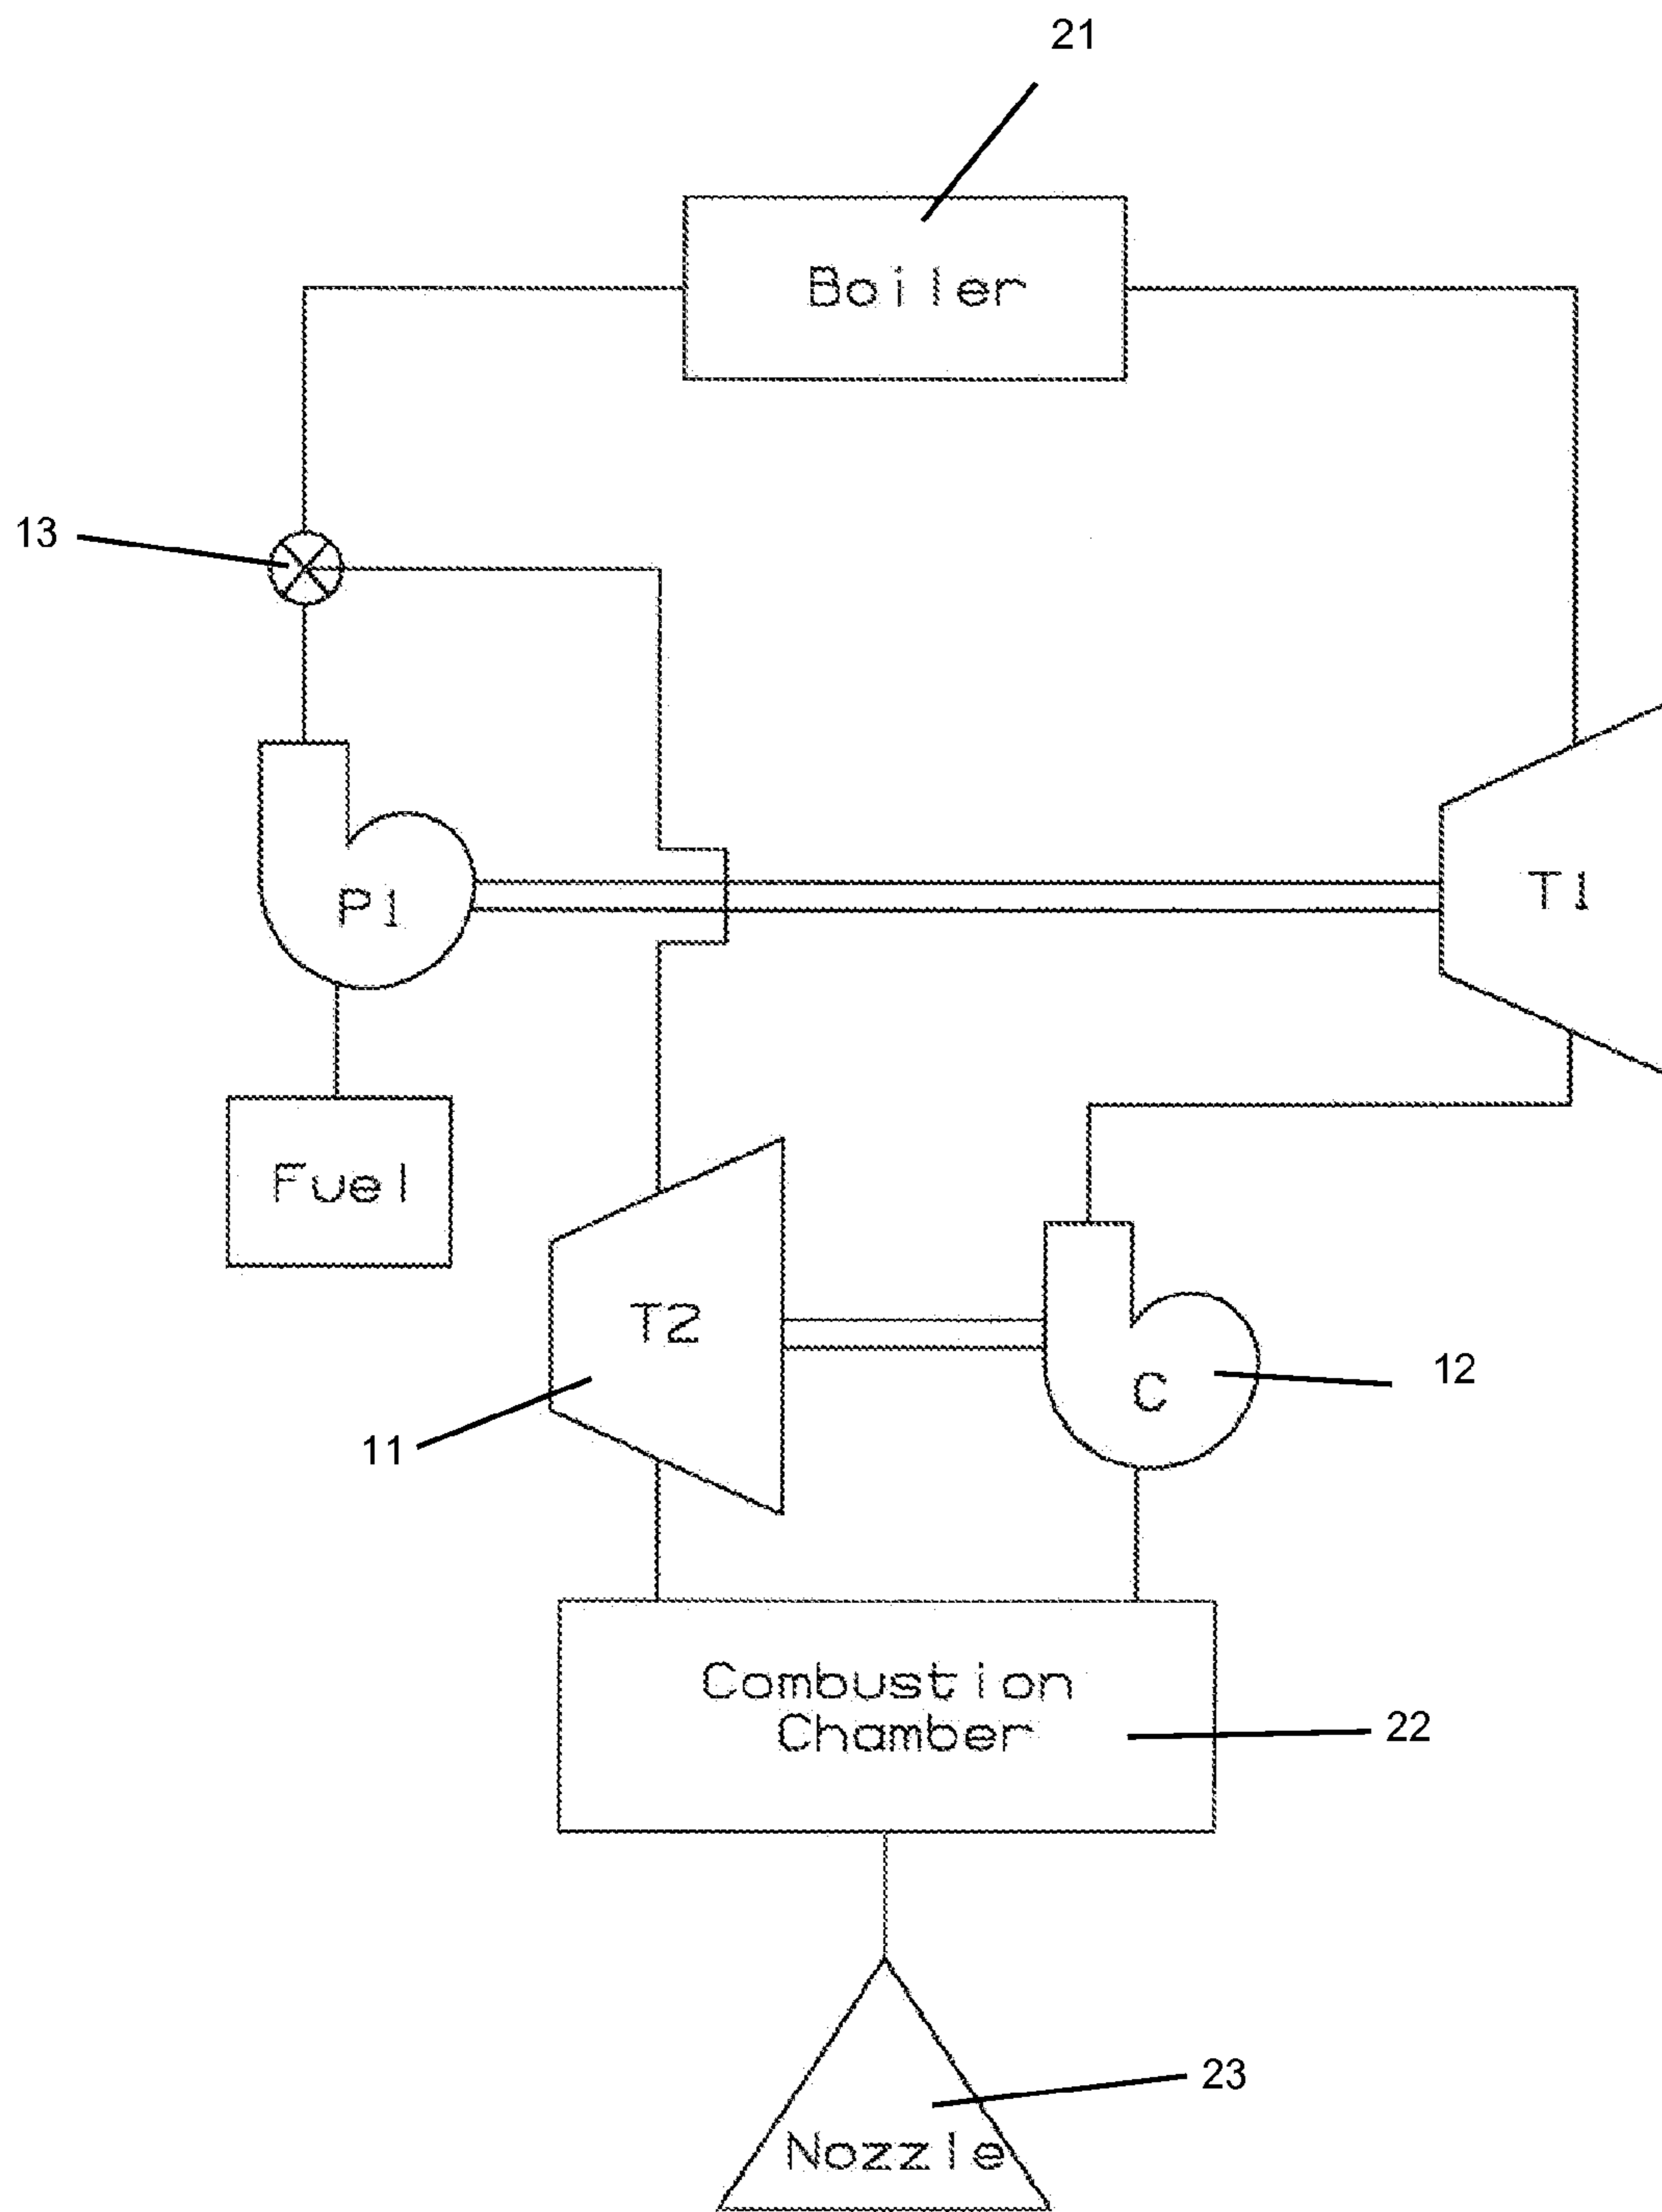 21
Boiler
13
P1
T1
Fuel
T2
C
12
11
Combustion
Chamber
22
23
Nozzle